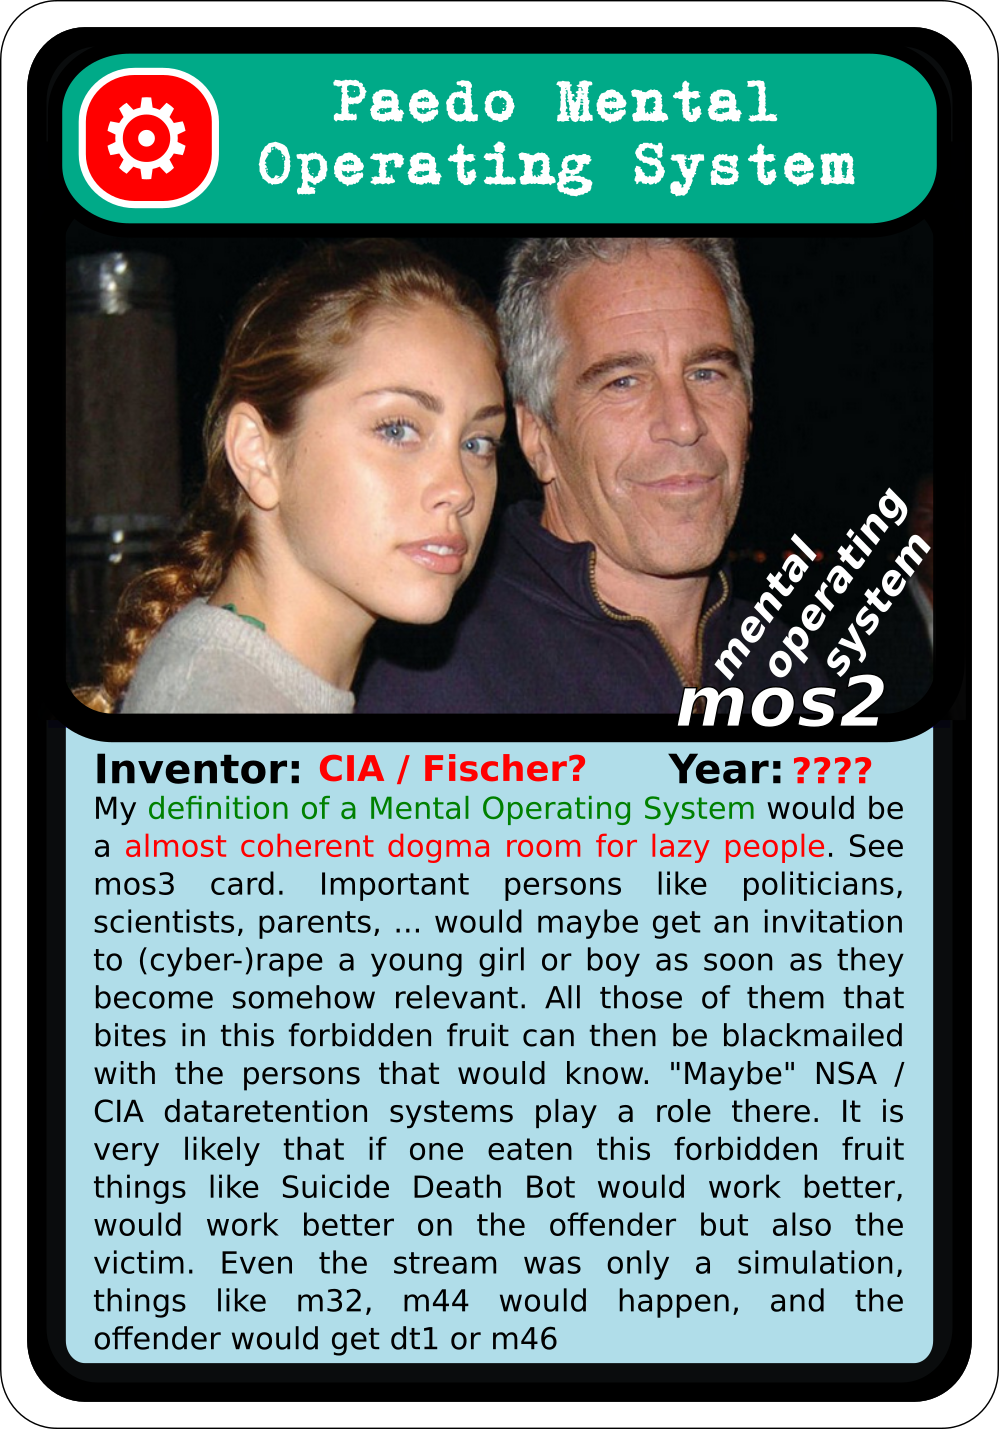 Paedo Mental
Operating System
mental
operating
system
mos2
Inventor: CIA / Fischer? Year: ????
My definition of a Mental Operating System would be
a almost coherent dogma room for lazy people. See
mos3 card. Important persons like politicians,
scientists, parents, ... would maybe get an invitation
to (cyber-)rape a young girl or boy as soon as they
become somehow relevant. All those of them that
bites in this forbidden fruit can then be blackmailed
with the persons that would know. "Maybe" NSA /
CIA dataretention systems play a role there. It is
very likely that if one eaten this forbidden fruit
things like Suicide Death Bot would work better,
would work better on the offender but also the
victim. Even the stream was only a simulation,
things like m32, m44 would happen, and the
offender would get dt1 or m46